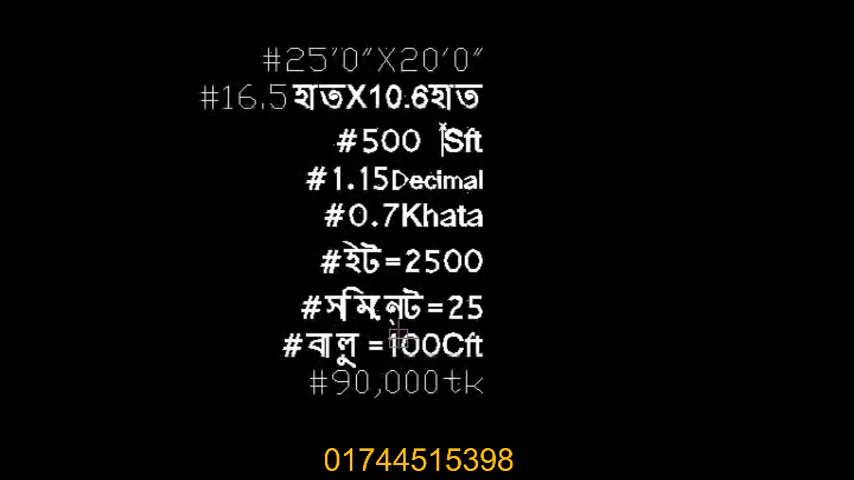 #25'0"X20'0"
#16.5হাতX10.6হাত
#500 Sft
#1.15Decimal
#0.7Khata
#ইট=2500
#সিমেন্ট=25
#বালু =100Cft
#90,000tk
01744515398